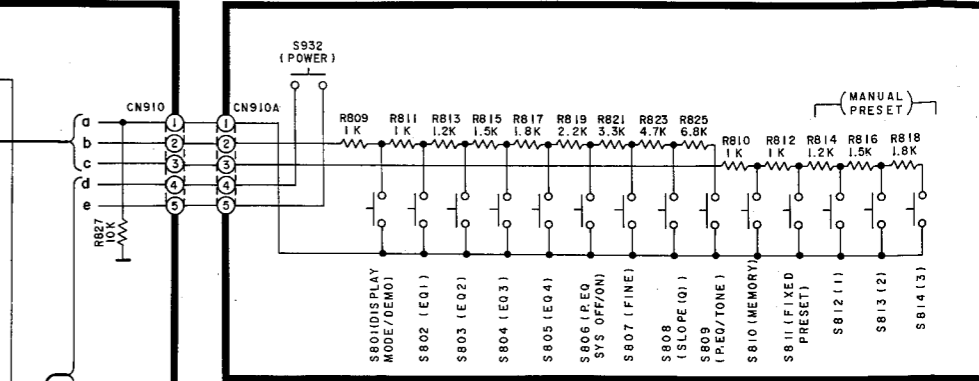 S932
(POWER)
CN910
CN910A
a
b
c
d
e
1
2
3
4
5
1
2
3
4
5
R827
10K
R809
1K
R811
1K
R813
1.2K
R815
1.5K
R817
1.8K
R819
2.2K
R821
3.3K
R823
4.7K
R825
6.8K
(MANUAL
PRESET)
R810
1K
R812
1K
R814
1.2K
R816
1.5K
R818
1.8K
S801(DISPLAY
MODE/DEMO)
S802 (EQ1)
S803 (EQ2)
S804 (EQ3)
S805 (EQ4)
S806 (P.EQ
SYS OFF/ON)
S807 (FINE)
S808
(SLOPE(Q))
S809
(P.EQ/TONE)
S810 (MEMORY)
S811 (FIXED
PRESET)
S812 (1)
S813 (2)
S814 (3)